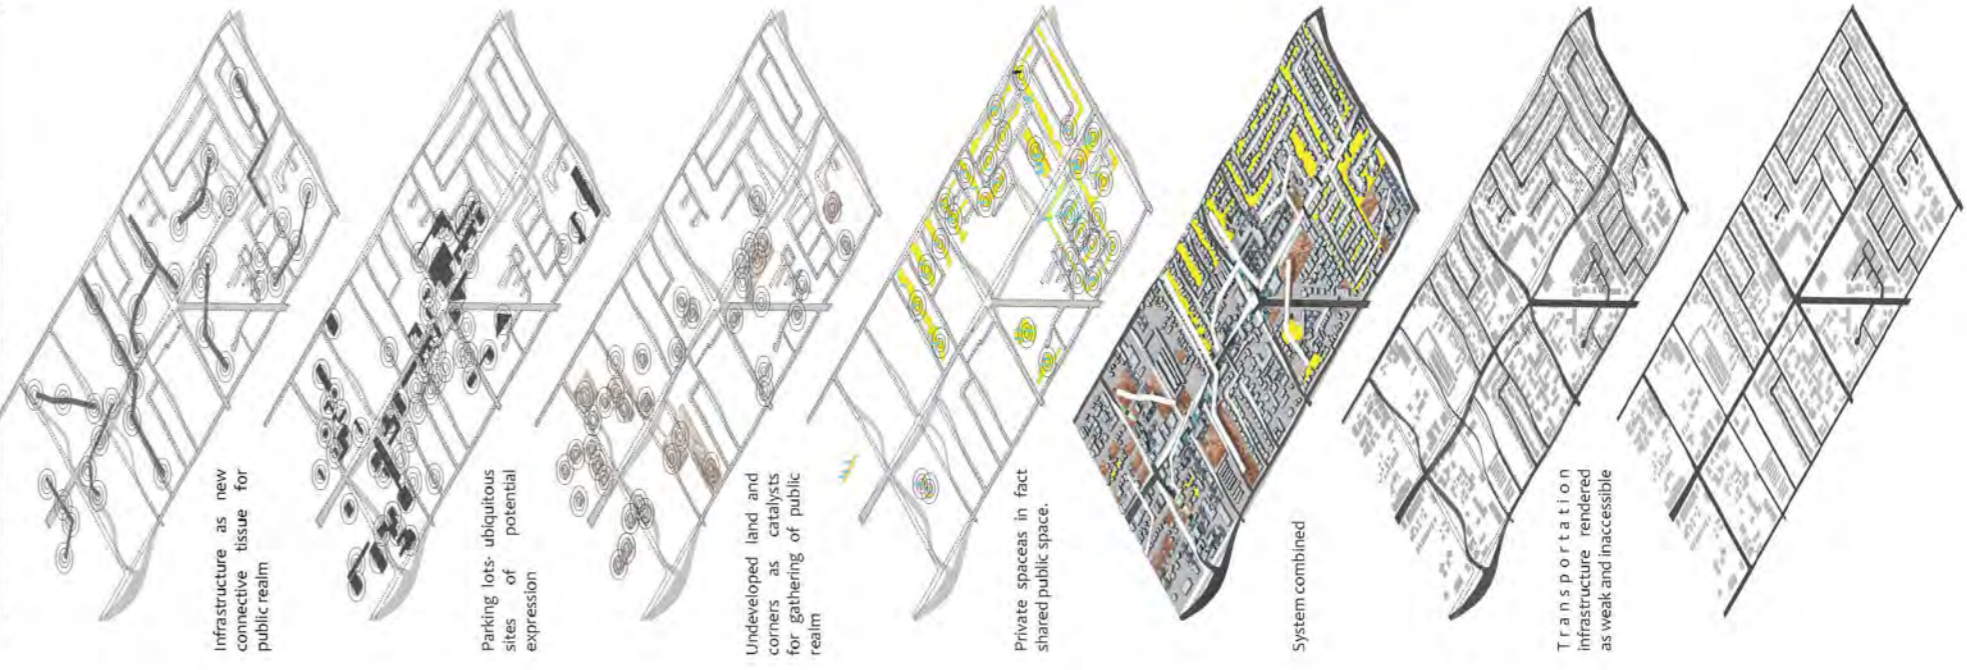 Infrastructure as new
connective tissue for
public realm
Parking lots- ubiquitous
sites of potential
expression
Undeveloped land and
corners as catalysts
for gathering of public
realm
Private spaceas in fact
shared public space.
System combined
Transportation
infrastructure rendered
as weak and inaccessible